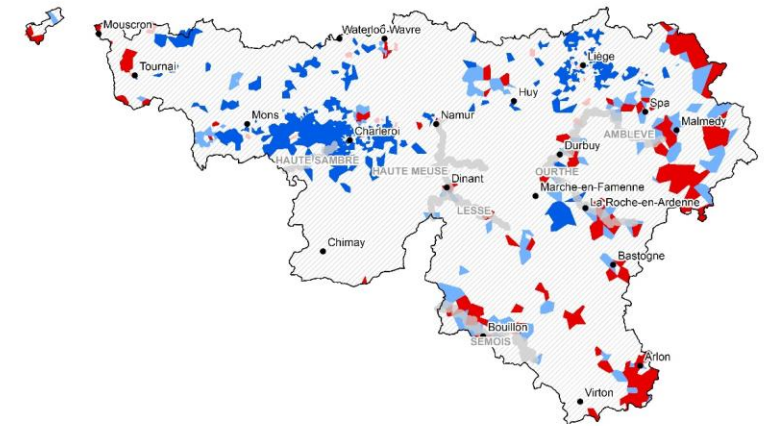 Mouscron
Waterloo-Wavre
Tournai
Liège
Huy
Spa
Mons
Namur
Malmedy
Charleroi
AMBLEVE
HAUTE SAMBRE
Durbuy
HAUTE MEUSE
OURTHE
Dinant
Marche-en-Famenne
La Roche-en-Ardenne
LESSE
Chimay
Bastogne
Bouillon
SEMOIS
Arlon
Virton